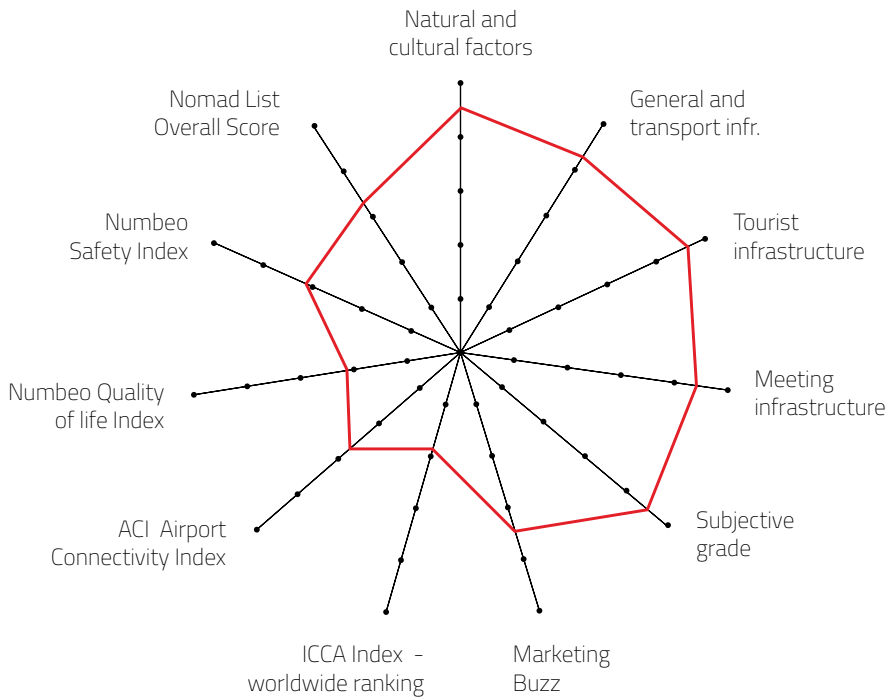 Natural and
cultural factors
General and
transport infr.
Tourist
infrastructure
Meeting
infrastructure
Subjective
grade
Marketing
Buzz
ICCA Index -
worldwide ranking
ACI Airport
Connectivity Index
Numbeo Quality
of life Index
Numbeo
Safety Index
Nomad List
Overall Score